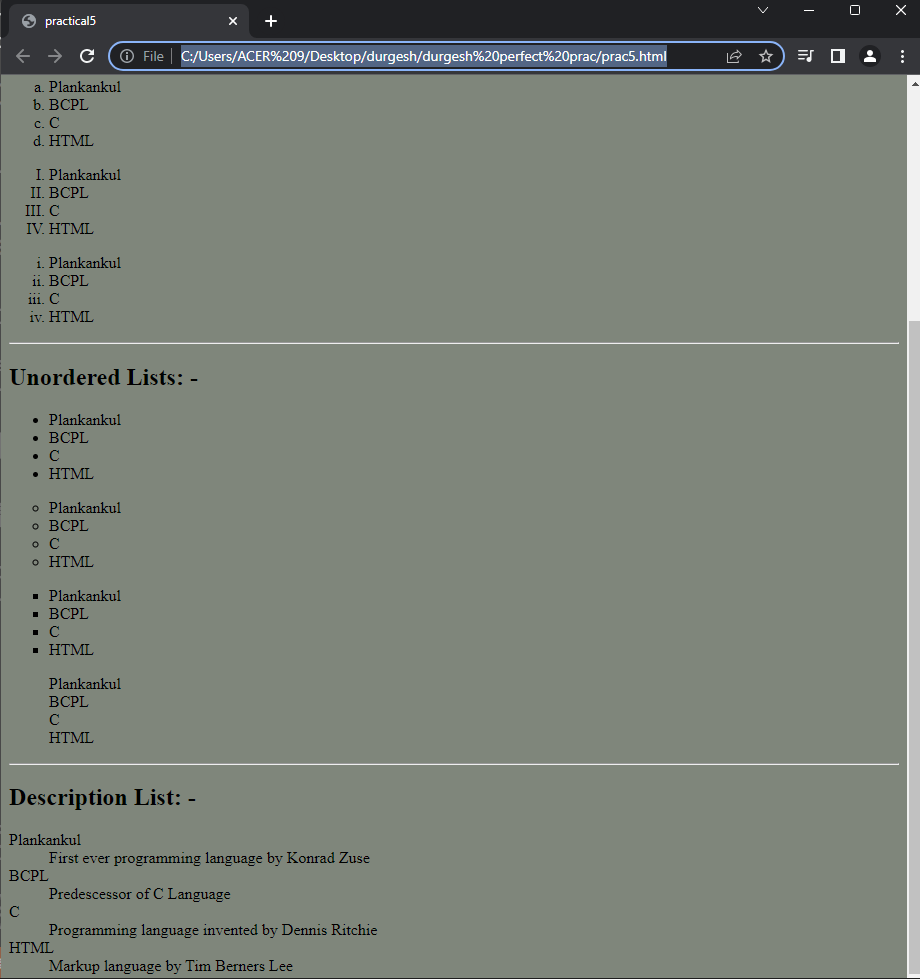 practical5
File
C:/Users/ACER%209/Desktop/durgesh/durgesh%20perfect%20prac/prac5.html
a. Plankankul
b. BCPL
c. C
d. HTML
I. Plankankul
II. BCPL
III. C
IV. HTML
i. Plankankul
ii. BCPL
iii. C
iv. HTML
Unordered Lists: -
• Plankankul
• BCPL
• C
• HTML
◦ Plankankul
◦ BCPL
◦ C
◦ HTML
▪ Plankankul
▪ BCPL
▪ C
▪ HTML
Plankankul
BCPL
C
HTML
Description List: -
Plankankul
First ever programming language by Konrad Zuse
BCPL
Predescessor of C Language
C
Programming language invented by Dennis Ritchie
HTML
Markup language by Tim Berners Lee